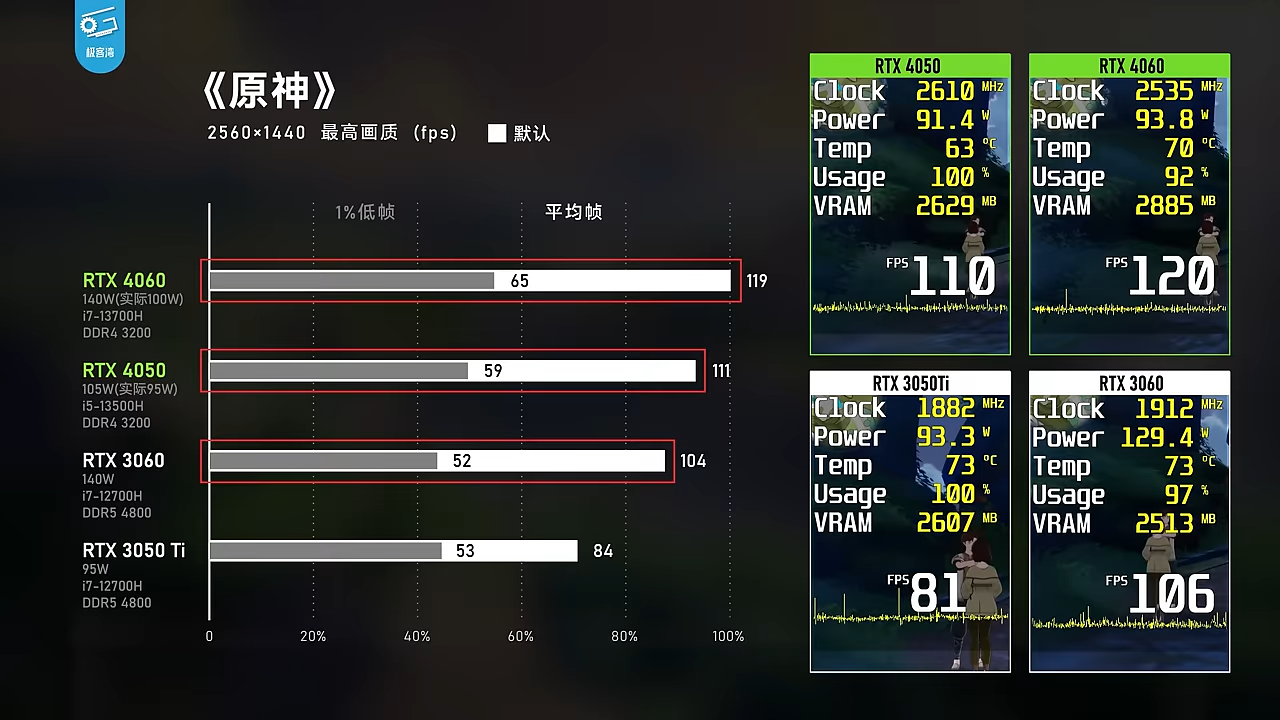 极客湾
《原神》
2560×1440 最高画质 (fps) 默认
1%低帧 平均帧
RTX 4060
140W(实际100W)
i7-13700H
DDR4 3200
65 119
RTX 4050
105W(实际95W)
i5-13500H
DDR4 3200
59 111
RTX 3060
140W
i7-12700H
DDR5 4800
52 104
RTX 3050 Ti
95W
i7-12700H
DDR5 4800
53 84
0 20% 40% 60% 80% 100%
RTX 4050
Clock 2610 MHz
Power 91.4 W
Temp 63 °C
Usage 100 %
VRAM 2629 MB
FPS 110
RTX 4060
Clock 2535 MHz
Power 93.8 W
Temp 70 °C
Usage 92 %
VRAM 2885 MB
FPS 120
RTX 3050Ti
Clock 1882 MHz
Power 93.3 W
Temp 73 °C
Usage 100 %
VRAM 2607 MB
FPS 81
RTX 3060
Clock 1912 MHz
Power 129.4 W
Temp 73 °C
Usage 97 %
VRAM 2513 MB
FPS 106